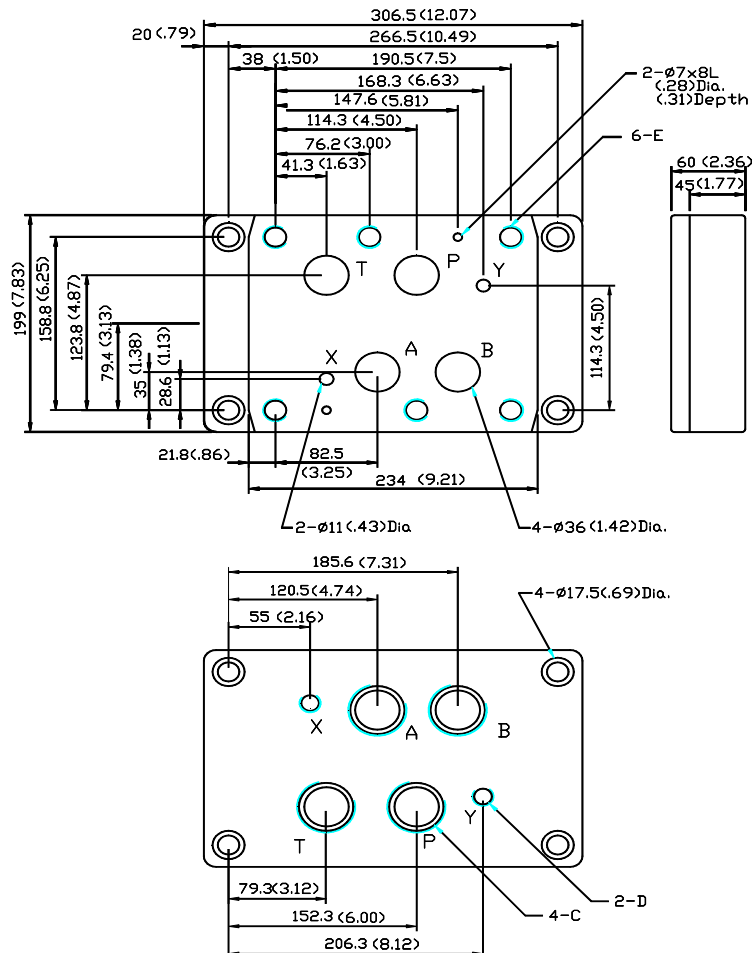 306.5 (12.07)
20 (.79)
266.5(10.49)
38 (1.50)
190.5(7.5)
168.3 (6.63)
147.6 (5.81)
114.3 (4.50)
76.2 (3.00)
41.3 (1.63)
2-ø7x8L
(.28)Dia.
(.31)Depth
6-E
60 (2.36)
45(1.77)
T
P
Y
X
A
B
199 (7.83)
158.8 (6.25)
123.8 (4.87)
79.4 (3.13)
35 (1.38)
28.6 (1.13)
114.3 (4.50)
21.8(.86)
82.5
(3.25)
234 (9.21)
2-ø11(.43)Dia
4-ø36(1.42)Dia.
185.6 (7.31)
120.5(4.74)
55 (2.16)
4-ø17.5(.69)Dia.
X
A
B
T
P
Y
79.3(3.12)
152.3 (6.00)
206.3 (8.12)
4-C
2-D